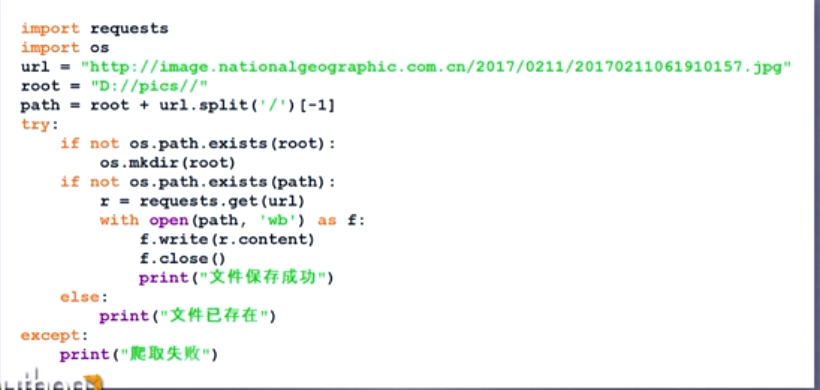 import requests
import os
url = "http://image.nationalgeographic.com.cn/2017/0211/20170211061910157.jpg"
root = "D://pics//"
path = root + url.split('/')[-1]
try:
    if not os.path.exists(root):
        os.mkdir(root)
    if not os.path.exists(path):
        r = requests.get(url)
        with open(path, 'wb') as f:
            f.write(r.content)
            f.close()
            print("文件保存成功")
    else:
        print("文件已存在")
except:
    print("爬取失败")